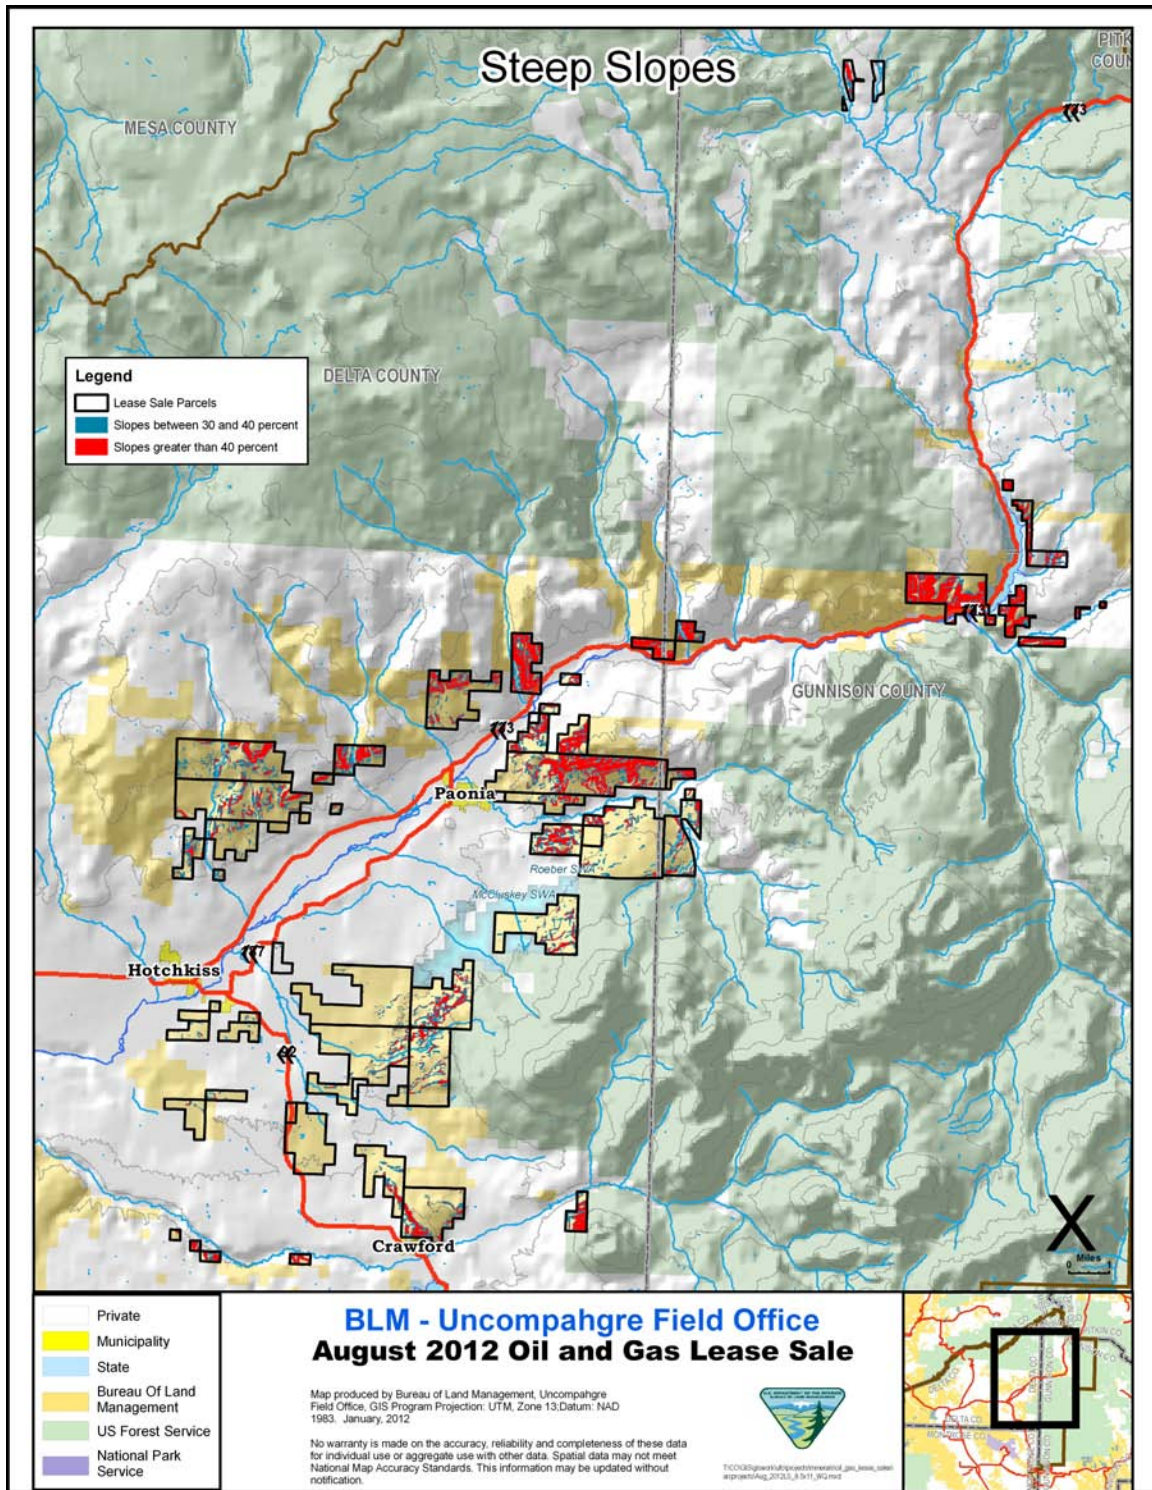 Steep Slopes
PITK
COUN
MESA COUNTY
DELTA COUNTY
Legend
Lease Sale Parcels
Slopes between 30 and 40 percent
Slopes greater than 40 percent
GUNNISON COUNTY
Paonia
Roeber SWA
McCluskey SWA
Hotchkiss
Crawford
X
Miles
0 1
Private
Municipality
State
Bureau Of Land
Management
US Forest Service
National Park
Service
BLM - Uncompahgre Field Office
August 2012 Oil and Gas Lease Sale
Map produced by Bureau of Land Management, Uncompahgre
Field Office, GIS Program Projection: UTM, Zone 13;Datum: NAD
1983. January, 2012
No warranty is made on the accuracy, reliability and completeness of these data
for individual use or aggregate use with other data. Spatial data may not meet
National Map Accuracy Standards. This information may be updated without
notification.